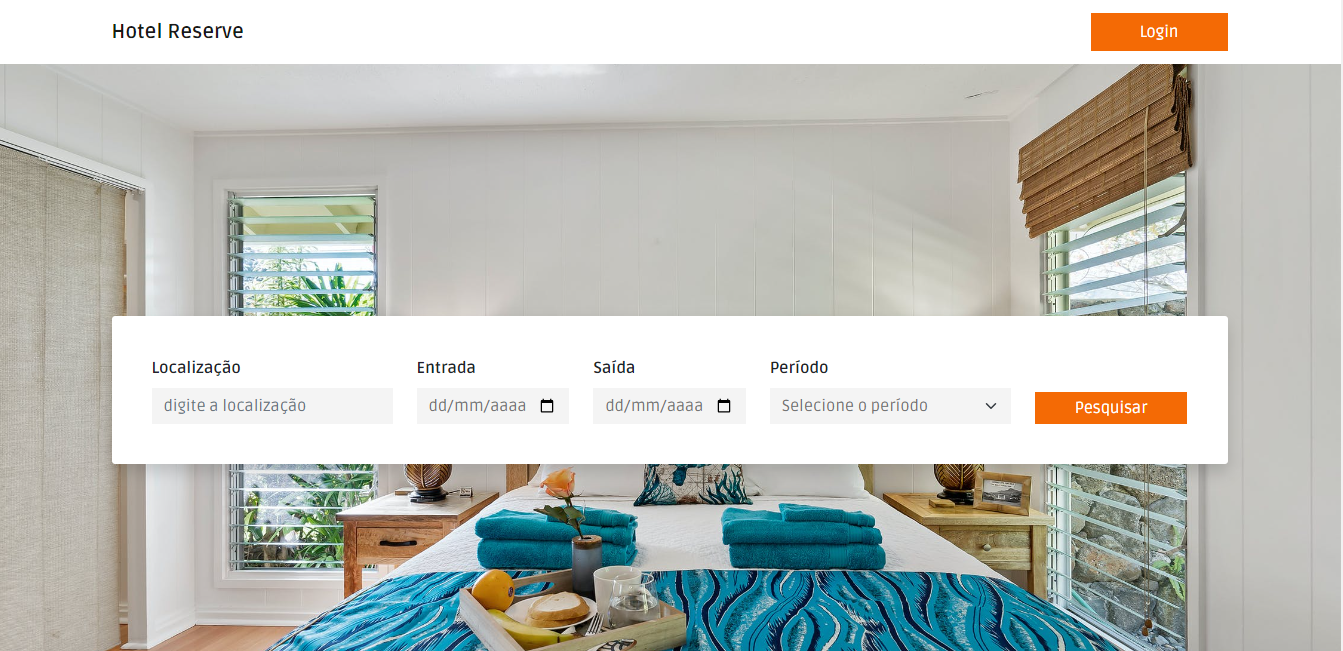 Hotel Reserve
Login
Localização
Entrada
Saída
Período
digite a localização
dd/mm/aaaa
dd/mm/aaaa
Selecione o período
Pesquisar